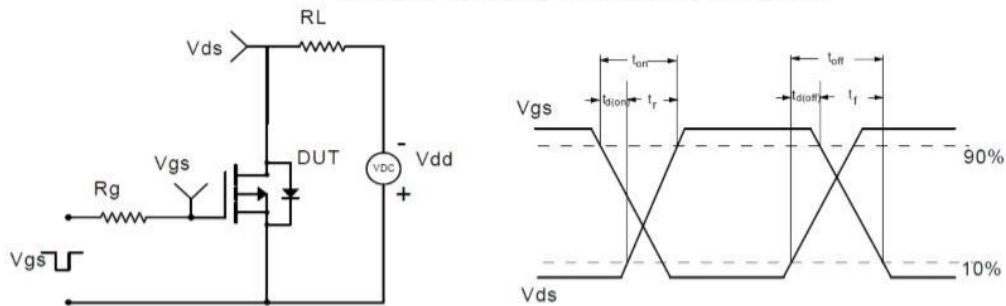 RL
Vds
ton
toff
td(on)
tr
td(off)
tf
Vgs
90%
Vgs
DUT
VDC
-
Vdd
+
Rg
Vgs
10%
Vds